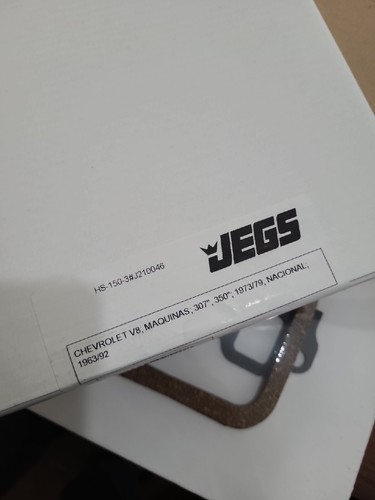 JEGS
HS-150-3#J210046
CHEVROLET V8, MAQUINAS; 307", 350"; 1973/79, NACIONAL.
1963/92